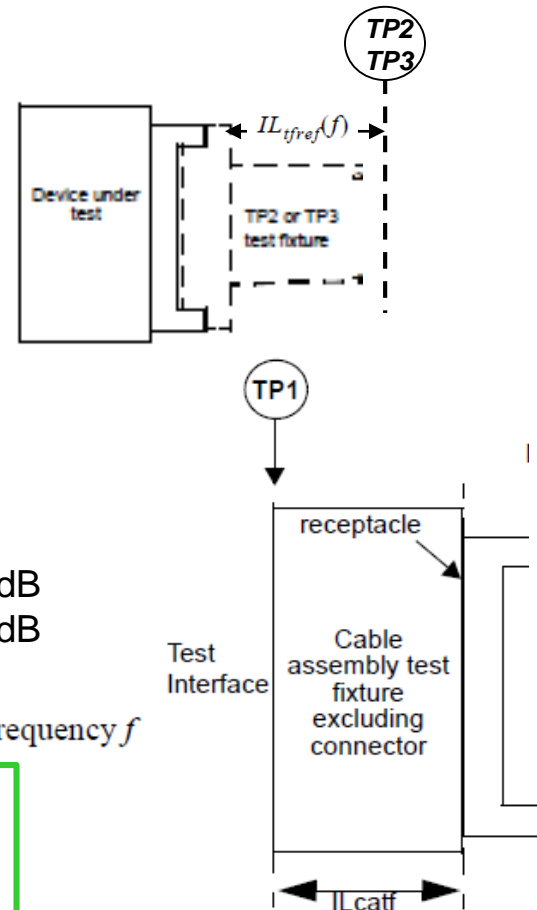 TP2
TP3
IL_tfref(f)
Device under
test
TP2 or TP3
test fixture
TP1
receptacle
dB
dB
Test
Interface
Cable
assembly test
fixture
excluding
connector
requency f
ILcatf